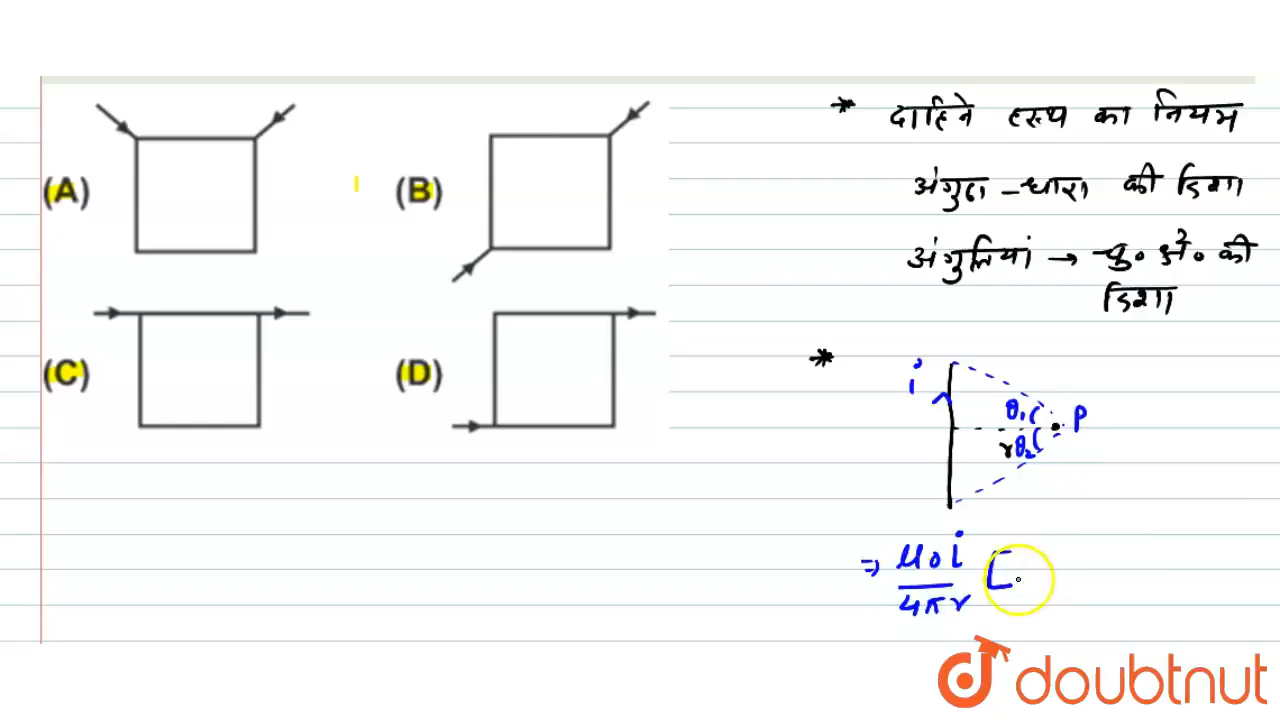 (A)
(B)
(C)
(D)
* दाहिने हस्थ का नियम
अंगुठा - धारा की दिशा
अंगुलियां → चु० क्षे० की
दिशा
*
i
θ₁
P
r θ₂
⇒ μ₀i / 4πr [
doubtnut